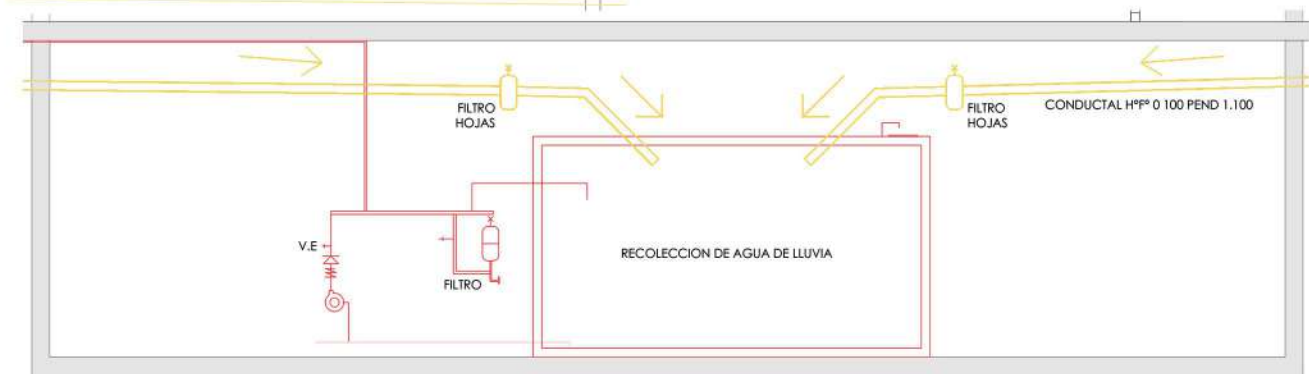 FILTRO
HOJAS
FILTRO
HOJAS
CONDUCTAL HºFº 0 100 PEND 1.100
V.E
RECOLECCION DE AGUA DE LLUVIA
FILTRO